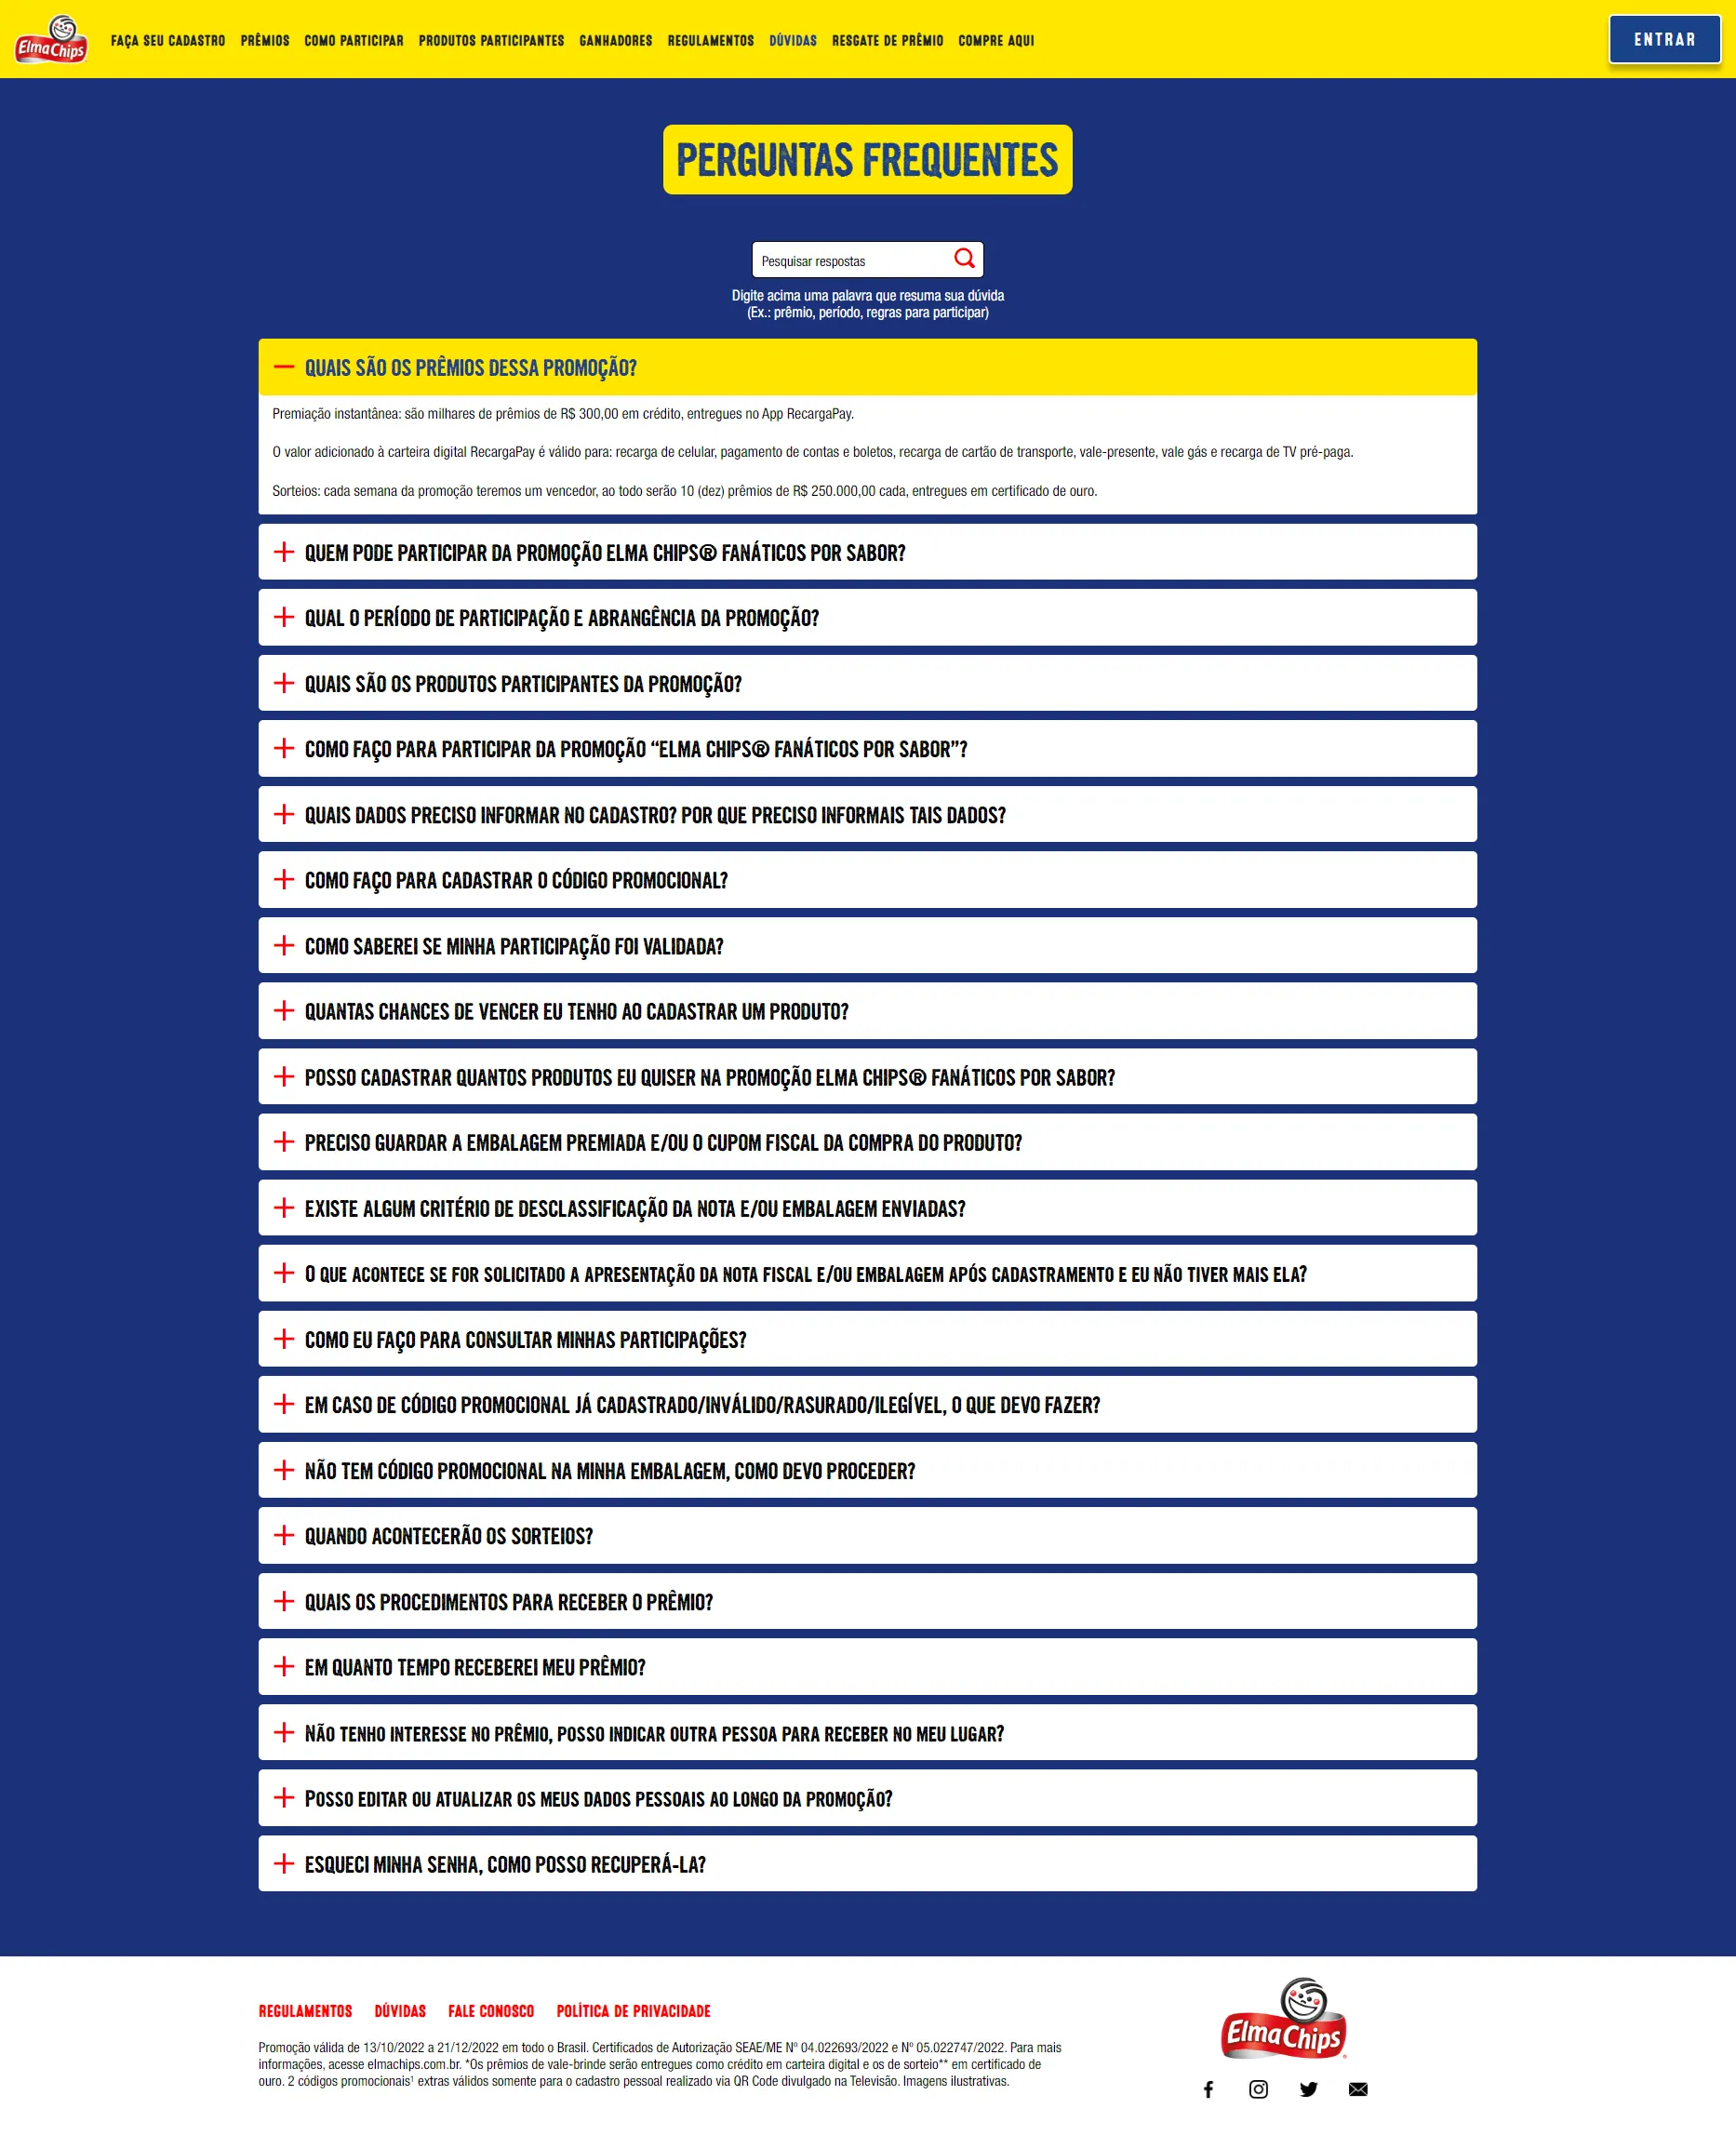 Elma Chips
FAÇA SEU CADASTRO PRÊMIOS COMO PARTICIPAR PRODUTOS PARTICIPANTES GANHADORES REGULAMENTOS DÚVIDAS RESGATE DE PRÊMIO COMPRE AQUI
ENTRAR
PERGUNTAS FREQUENTES
Pesquisar respostas
Digite acima uma palavra que resuma sua dúvida
(Ex.: prêmio, período, regras para participar)
QUAIS SÃO OS PRÊMIOS DESSA PROMOÇÃO?
Premiação instantânea: são milhares de prêmios de R$ 300,00 em crédito, entregues no App RecargaPay.
O valor adicionado à carteira digital RecargaPay é válido para: recarga de celular, pagamento de contas e boletos, recarga de cartão de transporte, vale-presente, vale gás e recarga de TV pré-paga.
Sorteios: cada semana da promoção teremos um vencedor, ao todo serão 10 (dez) prêmios de R$ 250.000,00 cada, entregues em certificado de ouro.
QUEM PODE PARTICIPAR DA PROMOÇÃO ELMA CHIPS® FANÁTICOS POR SABOR?
QUAL O PERÍODO DE PARTICIPAÇÃO E ABRANGÊNCIA DA PROMOÇÃO?
QUAIS SÃO OS PRODUTOS PARTICIPANTES DA PROMOÇÃO?
COMO FAÇO PARA PARTICIPAR DA PROMOÇÃO “ELMA CHIPS® FANÁTICOS POR SABOR”?
QUAIS DADOS PRECISO INFORMAR NO CADASTRO? POR QUE PRECISO INFORMAIS TAIS DADOS?
COMO FAÇO PARA CADASTRAR O CÓDIGO PROMOCIONAL?
COMO SABEREI SE MINHA PARTICIPAÇÃO FOI VALIDADA?
QUANTAS CHANCES DE VENCER EU TENHO AO CADASTRAR UM PRODUTO?
POSSO CADASTRAR QUANTOS PRODUTOS EU QUISER NA PROMOÇÃO ELMA CHIPS® FANÁTICOS POR SABOR?
PRECISO GUARDAR A EMBALAGEM PREMIADA E/OU O CUPOM FISCAL DA COMPRA DO PRODUTO?
EXISTE ALGUM CRITÉRIO DE DESCLASSIFICAÇÃO DA NOTA E/OU EMBALAGEM ENVIADAS?
O QUE ACONTECE SE FOR SOLICITADO A APRESENTAÇÃO DA NOTA FISCAL E/OU EMBALAGEM APÓS CADASTRAMENTO E EU NÃO TIVER MAIS ELA?
COMO EU FAÇO PARA CONSULTAR MINHAS PARTICIPAÇÕES?
EM CASO DE CÓDIGO PROMOCIONAL JÁ CADASTRADO/INVÁLIDO/RASURADO/ILEGÍVEL, O QUE DEVO FAZER?
NÃO TEM CÓDIGO PROMOCIONAL NA MINHA EMBALAGEM, COMO DEVO PROCEDER?
QUANDO ACONTECERÃO OS SORTEIOS?
QUAIS OS PROCEDIMENTOS PARA RECEBER O PRÊMIO?
EM QUANTO TEMPO RECEBEREI MEU PRÊMIO?
NÃO TENHO INTERESSE NO PRÊMIO, POSSO INDICAR OUTRA PESSOA PARA RECEBER NO MEU LUGAR?
POSSO EDITAR OU ATUALIZAR OS MEUS DADOS PESSOAIS AO LONGO DA PROMOÇÃO?
ESQUECI MINHA SENHA, COMO POSSO RECUPERÁ-LA?
REGULAMENTOS DÚVIDAS FALE CONOSCO POLÍTICA DE PRIVACIDADE
Promoção válida de 13/10/2022 a 21/12/2022 em todo o Brasil. Certificados de Autorização SEAE/ME Nº 04.022693/2022 e Nº 05.022747/2022. Para mais
informações, acesse elmachips.com.br. *Os prêmios de vale-brinde serão entregues como crédito em carteira digital e os de sorteio** em certificado de
ouro. 2 códigos promocionais¹ extras válidos somente para o cadastro pessoal realizado via QR Code divulgado na Televisão. Imagens ilustrativas.
Elma Chips